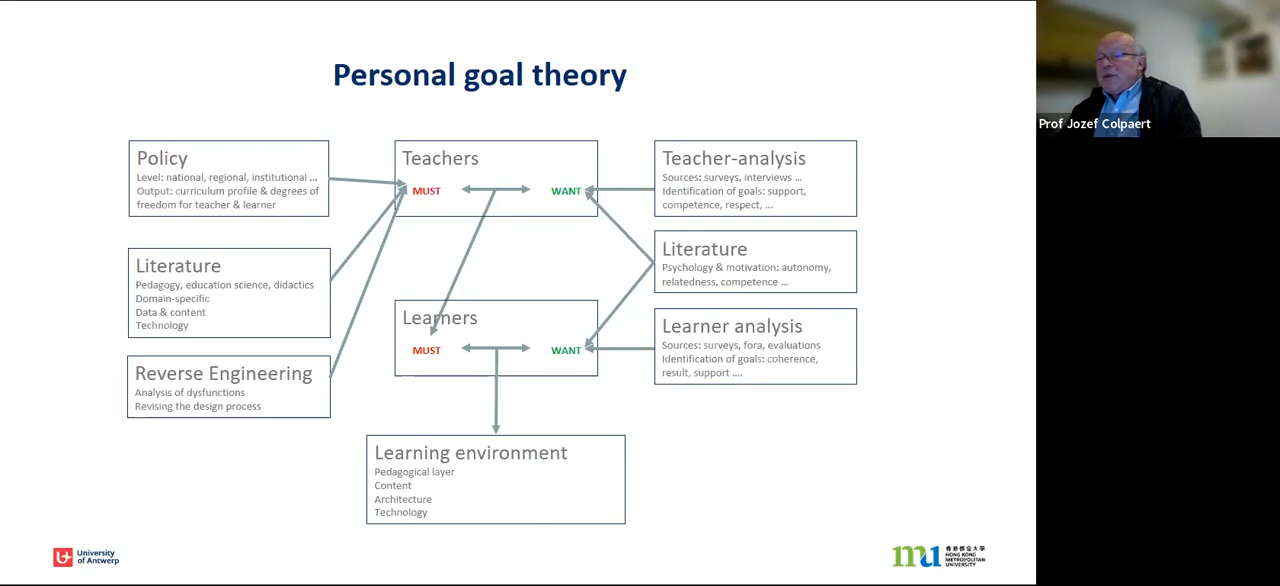 Personal goal theory
Prof Jozef Colpaert
Policy
Level: national, regional, institutional ...
Output: curriculum profile & degrees of
freedom for teacher & learner
Teachers
MUST
WANT
Teacher-analysis
Sources: surveys, interviews ...
Identification of goals: support,
competence, respect, ...
Literature
Pedagogy, education science, didactics
Domain-specific
Data & content
Technology
Literature
Psychology & motivation: autonomy,
relatedness, competence ...
Learners
MUST
WANT
Learner analysis
Sources: surveys, fora, evaluations
Identification of goals: coherence,
result, support ....
Reverse Engineering
Analysis of dysfunctions
Revising the design process
Learning environment
Pedagogical layer
Content
Architecture
Technology
University
of Antwerp
mu
香港都會大學
HONG KONG
METROPOLITAN
UNIVERSITY